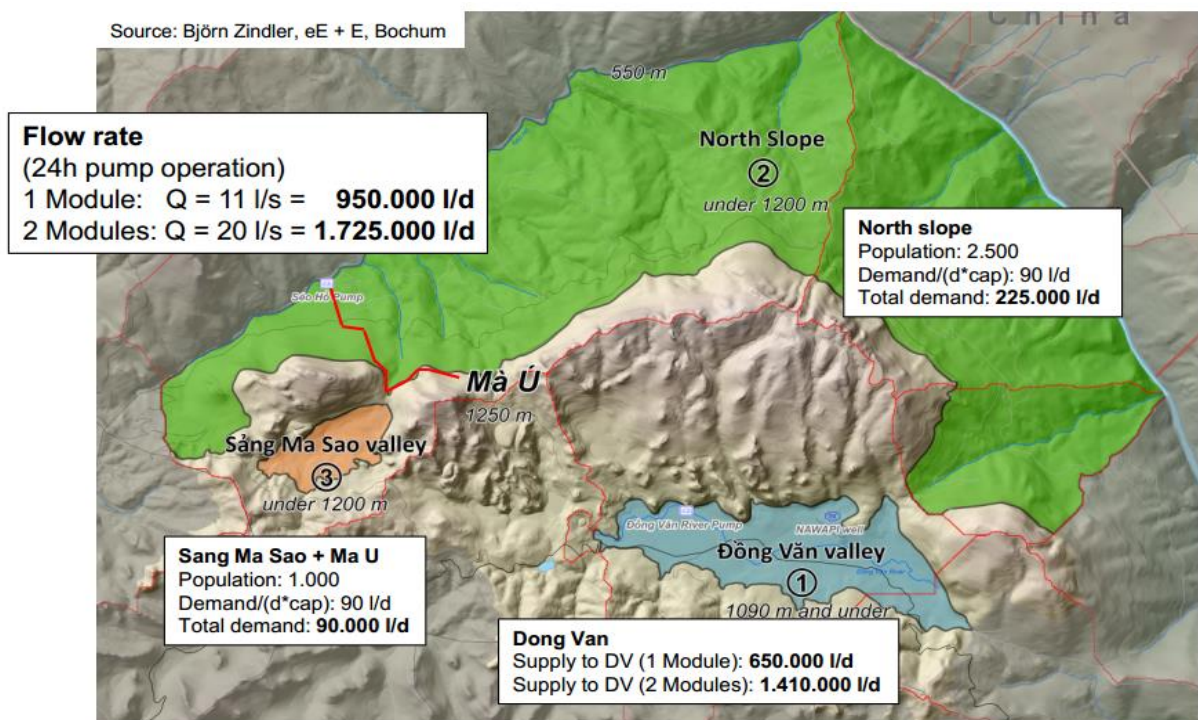 Source: Björn Zindler, eE + E, Bochum
China
550 m
Flow rate
(24h pump operation)
1 Module: Q = 11 l/s = 950.000 l/d
2 Modules: Q = 20 l/s = 1.725.000 l/d
North Slope
2
under 1200 m
North slope
Population: 2.500
Demand/(d*cap): 90 l/d
Total demand: 225.000 l/d
Séo Hồ Pump
Mà Ú
1250 m
Sảng Ma Sao valley
3
under 1200 m
Đồng Văn River Pump
NAWAPI well
Đồng Văn valley
1
1090 m and under
Sang Ma Sao + Ma U
Population: 1.000
Demand/(d*cap): 90 l/d
Total demand: 90.000 l/d
Dong Van
Supply to DV (1 Module): 650.000 l/d
Supply to DV (2 Modules): 1.410.000 l/d